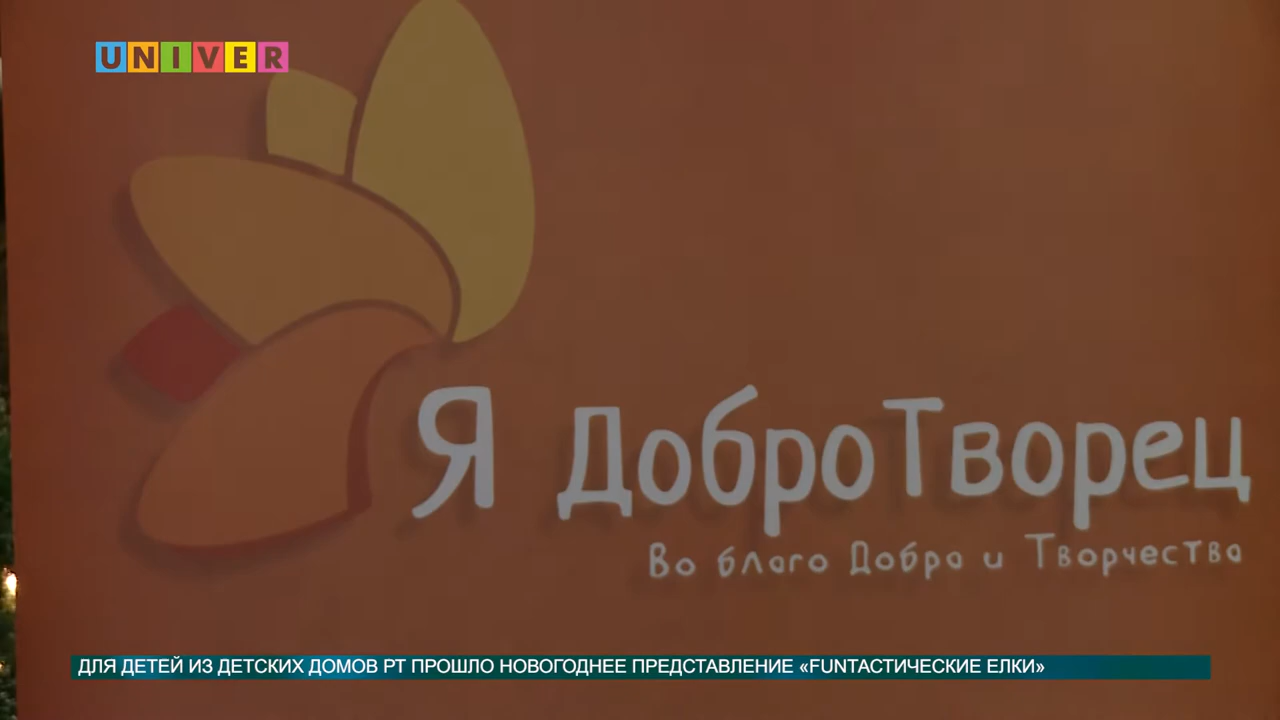 UNIVER
Я ДоброТворец
Во благо Добра и Творчества
ДЛЯ ДЕТЕЙ ИЗ ДЕТСКИХ ДОМОВ РТ ПРОШЛО НОВОГОДНЕЕ ПРЕДСТАВЛЕНИЕ «FUNТАСТИЧЕСКИЕ ЕЛКИ»